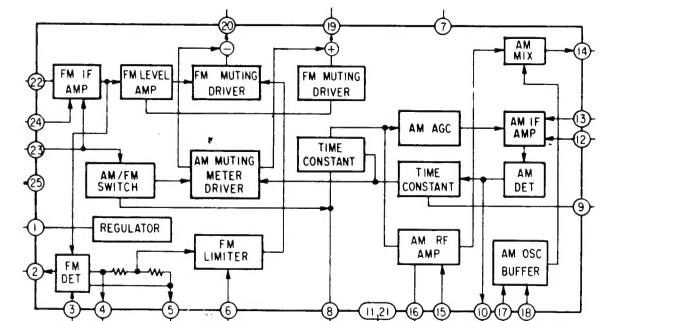 20
19
7
−
+
AM
MIX
14
22
FM IF
AMP
FM LEVEL
AMP
FM MUTING
DRIVER
FM MUTING
DRIVER
24
13
AM AGC
AM IF
AMP
12
23
TIME
CONSTANT
AM/FM
SWITCH
AM MUTING
METER
DRIVER
TIME
CONSTANT
AM
DET
25
9
1
REGULATOR
FM
LIMITER
AM RF
AMP
AM OSC
BUFFER
2
FM
DET
3
4
5
6
8
11,21
16
15
10
17
18